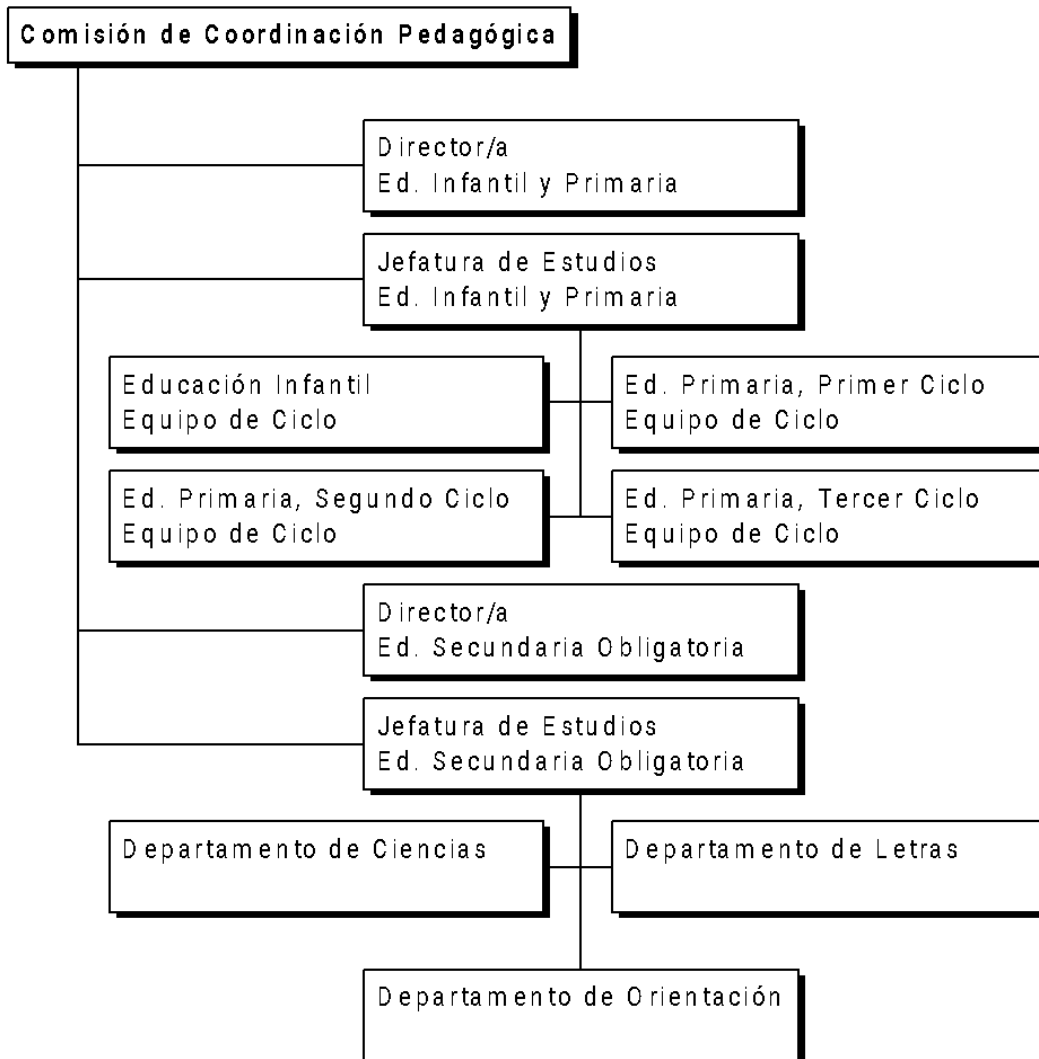 Comisión de Coordinación Pedagógica
Director/a
Ed. Infantil y Primaria
Jefatura de Estudios
Ed. Infantil y Primaria
Educación Infantil
Equipo de Ciclo
Ed. Primaria, Primer Ciclo
Equipo de Ciclo
Ed. Primaria, Segundo Ciclo
Equipo de Ciclo
Ed. Primaria, Tercer Ciclo
Equipo de Ciclo
Director/a
Ed. Secundaria Obligatoria
Jefatura de Estudios
Ed. Secundaria Obligatoria
Departamento de Ciencias
Departamento de Letras
Departamento de Orientación